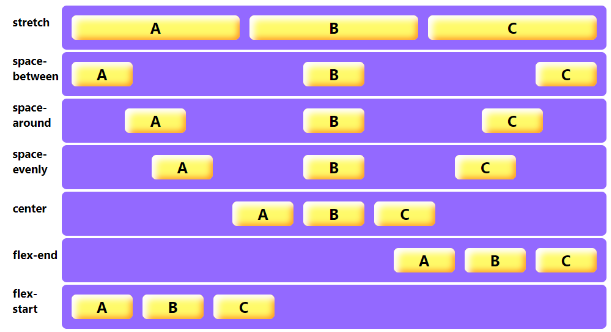 stretch A B C
space-
between A B C
space-
around A B C
space-
evenly A B C
center A B C
flex-end A B C
flex-
start A B C